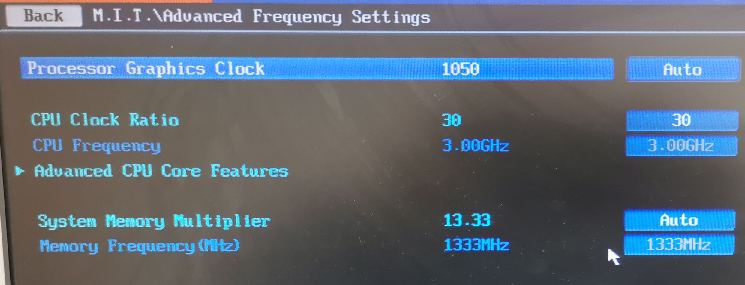 Back M.I.T.\Advanced Frequency Settings
Processor Graphics Clock 1050 Auto
CPU Clock Ratio 30 30
CPU Frequency 3.00GHz 3.00GHz
Advanced CPU Core Features
System Memory Multiplier 13.33 Auto
Memory Frequency(MHz) 1333MHz 1333MHz